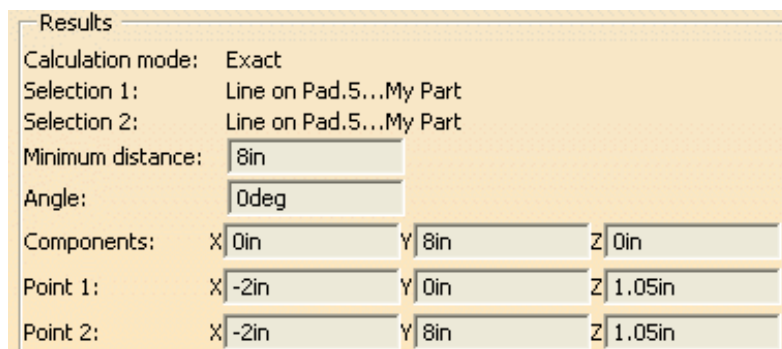 Results
Calculation mode: Exact
Selection 1: Line on Pad.5...My Part
Selection 2: Line on Pad.5...My Part
Minimum distance: 8in
Angle: 0deg
Components: X 0in Y 8in Z 0in
Point 1: X -2in Y 0in Z 1.05in
Point 2: X -2in Y 8in Z 1.05in